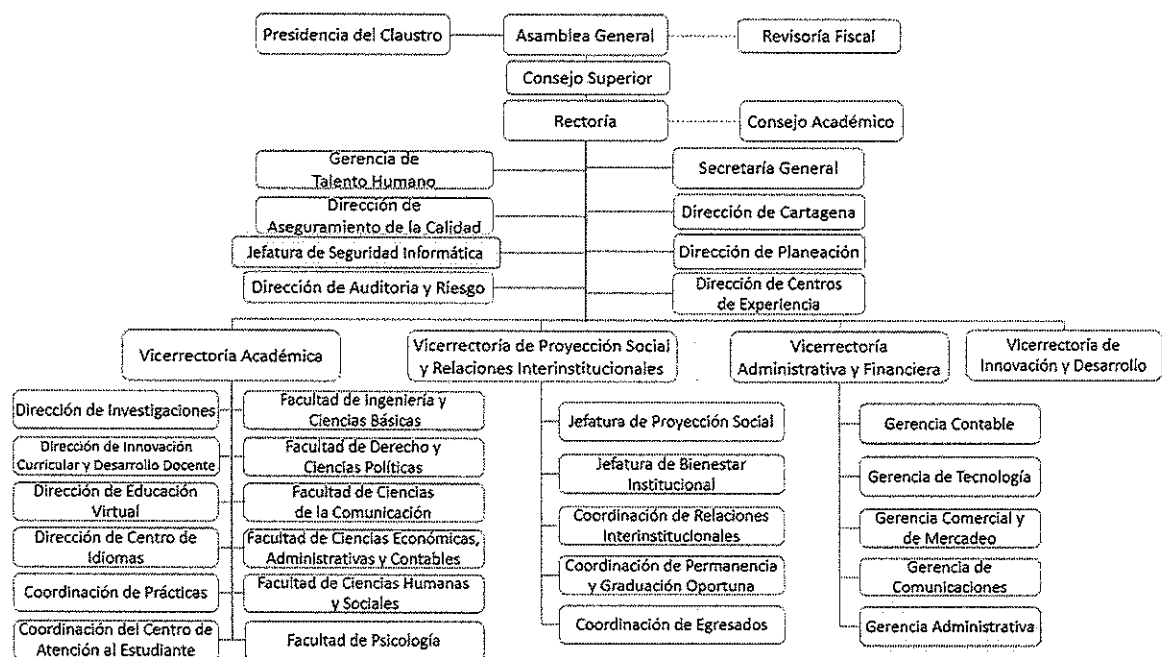 Presidencia del Claustro
Asamblea General
Revisoría Fiscal
Consejo Superior
Rectoría
Consejo Académico
Gerencia de
Talento Humano
Secretaría General
Dirección de
Aseguramiento de la Calidad
Dirección de Cartagena
Jefatura de Seguridad Informática
Dirección de Planeación
Dirección de Auditoria y Riesgo
Dirección de Centros
de Experiencia
Vicerrectoría Académica
Vicerrectoría de Proyección Social
y Relaciones Interinstitucionales
Vicerrectoría
Administrativa y Financiera
Vicerrectoría de
Innovación y Desarrollo
Dirección de Investigaciones
Facultad de Ingeniería y
Ciencias Básicas
Jefatura de Proyección Social
Gerencia Contable
Dirección de Innovación
Curricular y Desarrollo Docente
Facultad de Derecho y
Ciencias Políticas
Jefatura de Bienestar
Institucional
Gerencia de Tecnología
Dirección de Educación
Virtual
Facultad de Ciencias
de la Comunicación
Coordinación de Relaciones
Interinstitucionales
Gerencia Comercial y
de Mercadeo
Dirección de Centro de
Idiomas
Facultad de Ciencias Económicas,
Administrativas y Contables
Coordinación de Permanencia
y Graduación Oportuna
Gerencia de
Comunicaciones
Coordinación de Prácticas
Facultad de Ciencias Humanas
y Sociales
Coordinación de Egresados
Gerencia Administrativa
Coordinación del Centro de
Atención al Estudiante
Facultad de Psicología